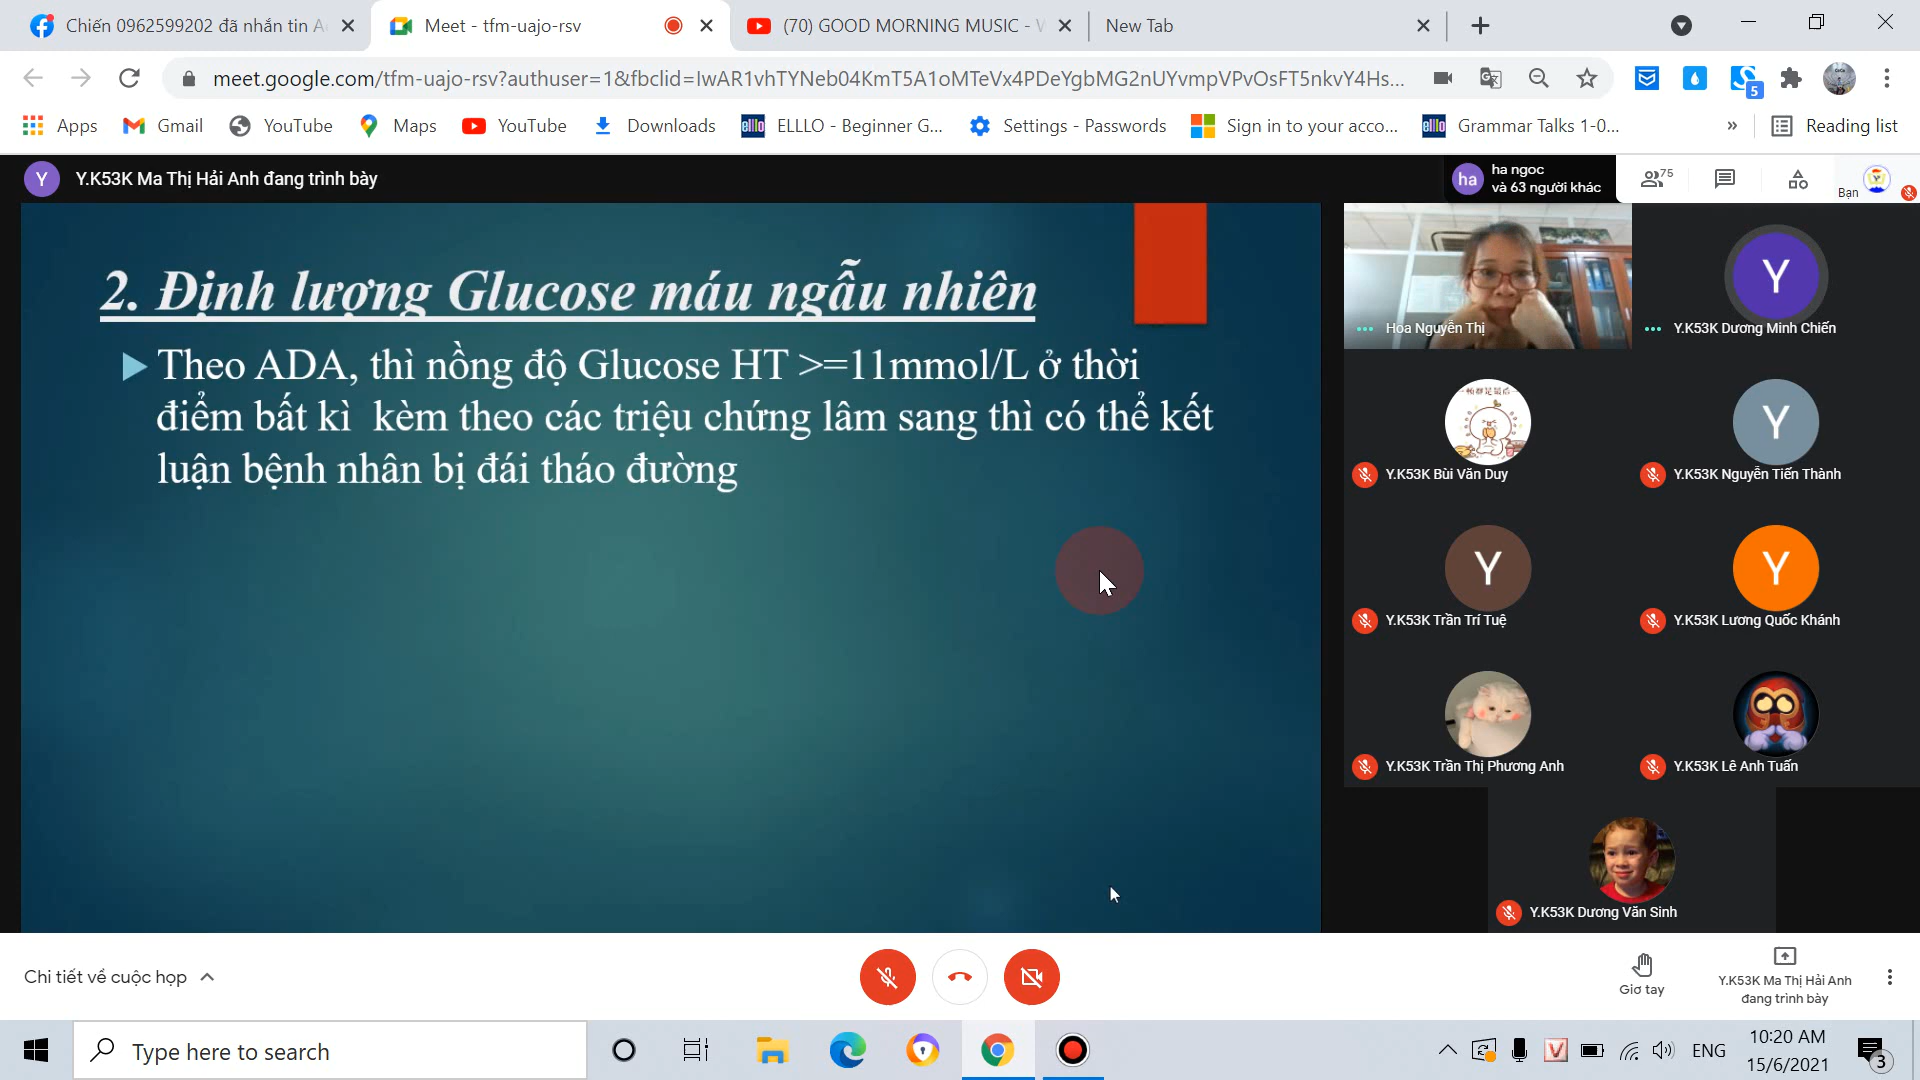 Chiến 0962599202 đã nhắn tin A
Meet - tfm-uajo-rsv
(70) GOOD MORNING MUSIC - W
New Tab
meet.google.com/tfm-uajo-rsv?authuser=1&fbclid=IwAR1vhTYNeb04KmT5A1oMTeVx4PDeYgbMG2nUYvmpVPvOsFT5nkvY4Hs...
5
Apps
Gmail
YouTube
Maps
YouTube
Downloads
elllo
ELLLO - Beginner G...
Settings - Passwords
Sign in to your acco...
elllo
Grammar Talks 1-0...
»
Reading list
Y
Y.K53K Ma Thị Hải Anh đang trình bày
ha
ha ngoc
và 63 người khác
75
Bạn
2. Định lượng Glucose máu ngẫu nhiên
Theo ADA, thì nồng độ Glucose HT >=11mmol/L ở thời
điểm bất kì kèm theo các triệu chứng lâm sang thì có thể kết
luận bệnh nhân bị đái tháo đường
Hoa Nguyễn Thị
Y
Y.K53K Dương Minh Chiến
Y.K53K Bùi Văn Duy
Y
Y.K53K Nguyễn Tiến Thành
Y
Y.K53K Trần Trí Tuệ
Y
Y.K53K Lương Quốc Khánh
Y.K53K Trần Thị Phương Anh
Y.K53K Lê Anh Tuấn
Y.K53K Dương Văn Sinh
Chi tiết về cuộc họp
Giơ tay
Y.K53K Ma Thị Hải Anh
đang trình bày
Type here to search
V
ENG
10:20 AM
15/6/2021
3